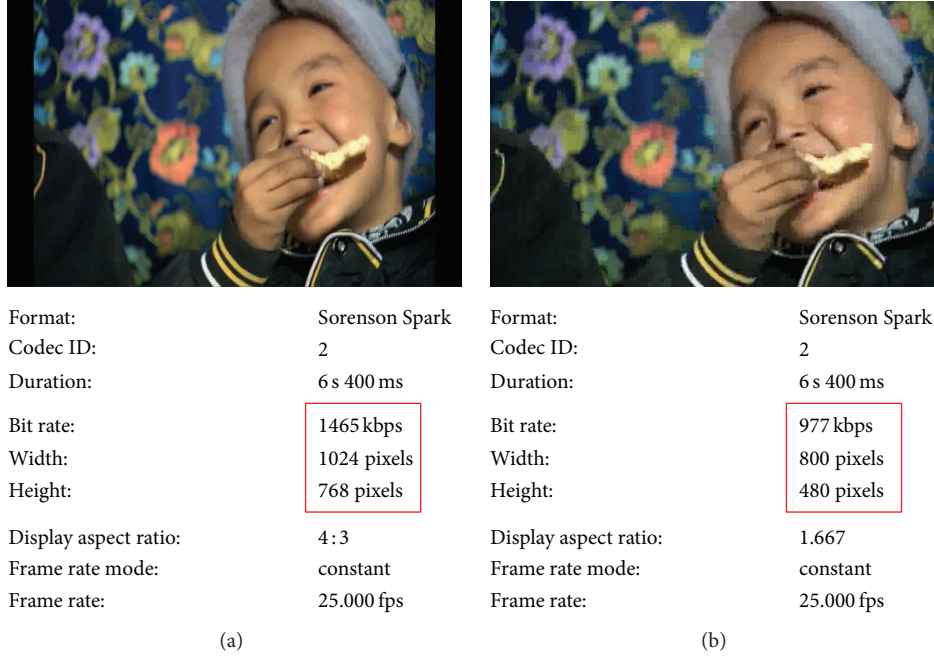 Format: Sorenson Spark
Codec ID: 2
Duration: 6 s 400 ms
Bit rate: 1465 kbps
Width: 1024 pixels
Height: 768 pixels
Display aspect ratio: 4 : 3
Frame rate mode: constant
Frame rate: 25.000 fps
(a)
Format: Sorenson Spark
Codec ID: 2
Duration: 6 s 400 ms
Bit rate: 977 kbps
Width: 800 pixels
Height: 480 pixels
Display aspect ratio: 1.667
Frame rate mode: constant
Frame rate: 25.000 fps
(b)